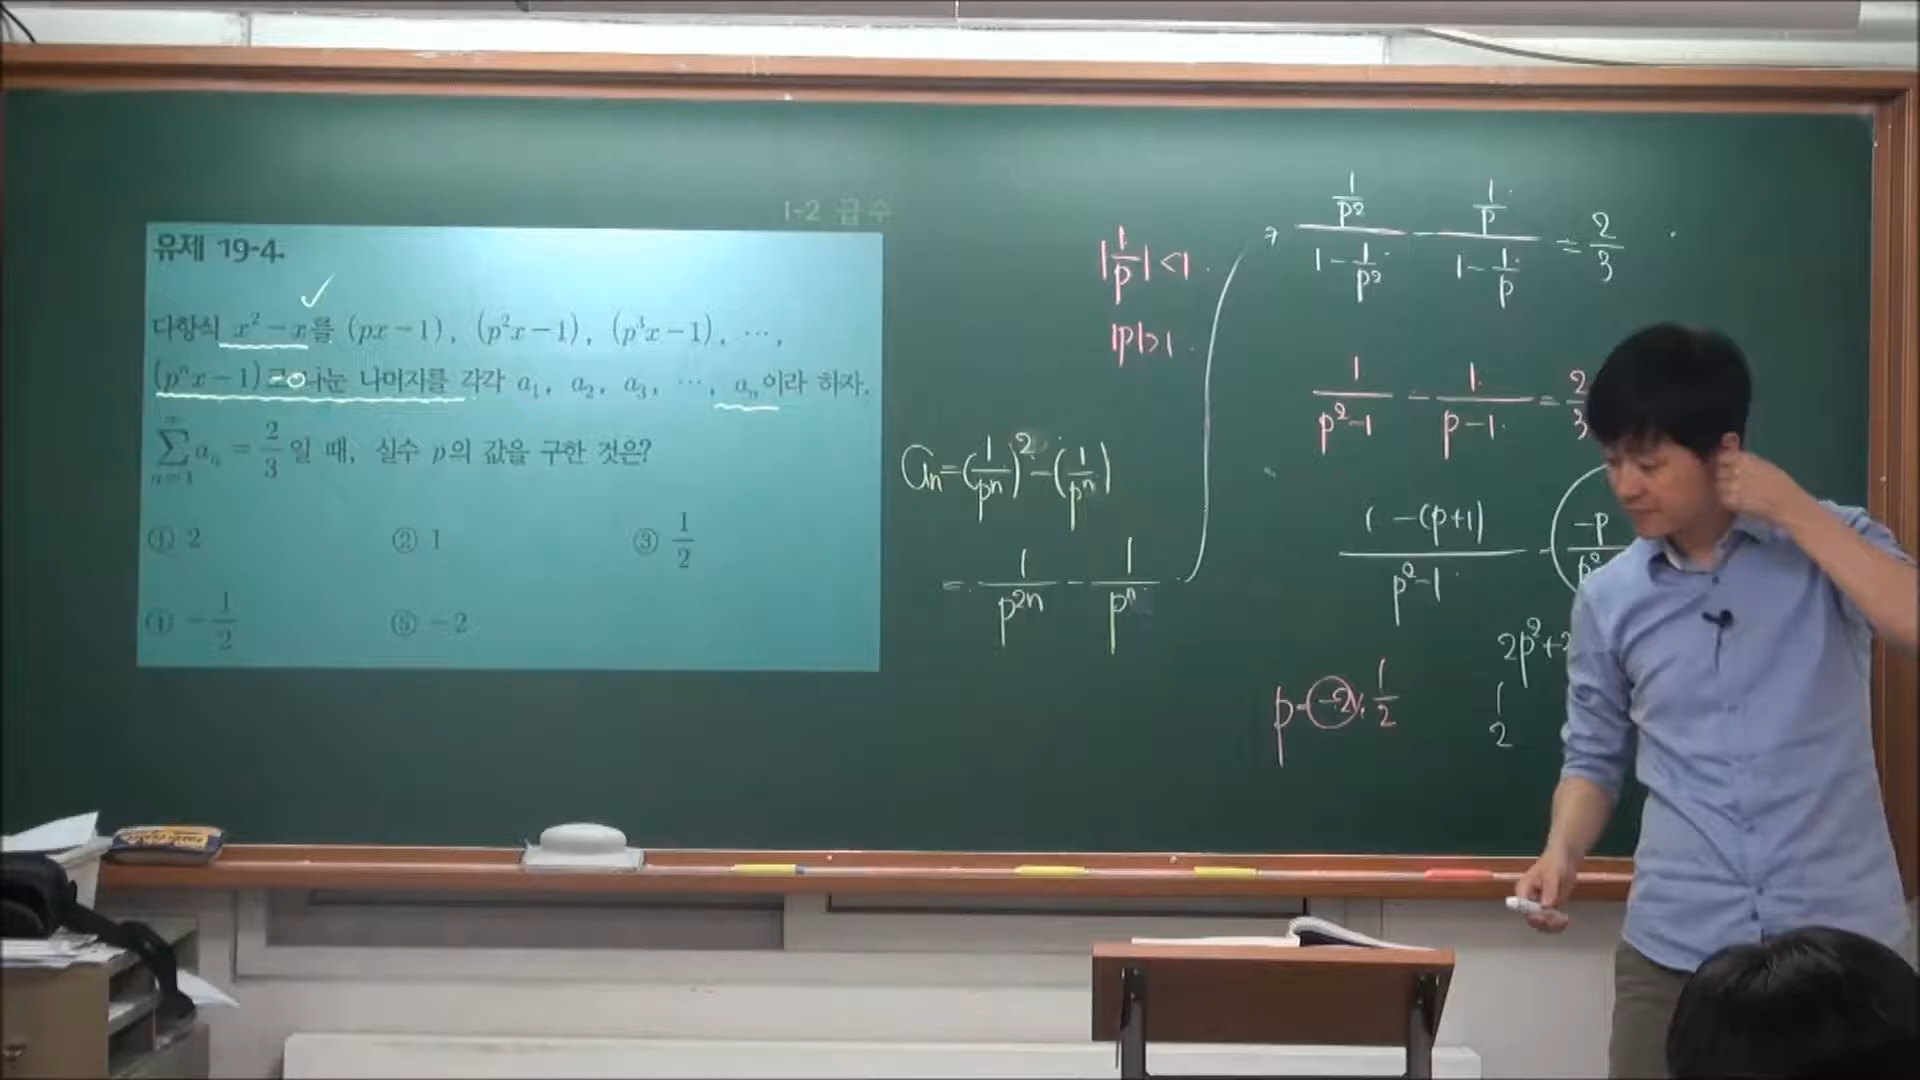 1-2 급수
유제 19-4.
다항식 x² − x를 (px−1), (p²x−1), (p³x−1), ⋯,
(pⁿx−1)로 나눈 나머지를 각각 a₁, a₂, a₃, ⋯, aₙ이라 하자.
∑_{n=1}^{∞} aₙ = 2/3 일 때, 실수 p의 값을 구한 것은?
① 2 ② 1 ③ 1/2
④ −1/2 ⑤ −2
aₙ = (1/pⁿ)² − (1/pⁿ)
= 1/p²ⁿ − 1/pⁿ
|1/p| < 1
|p| > 1
(1/p²)/(1 − 1/p²) − (1/p)/(1 − 1/p) = 2/3
1/(p²−1) − 1/(p−1) = 2/3
(1 − (p+1))/(p²−1) = −p
2p²+
1
2
p = −2, 1/2